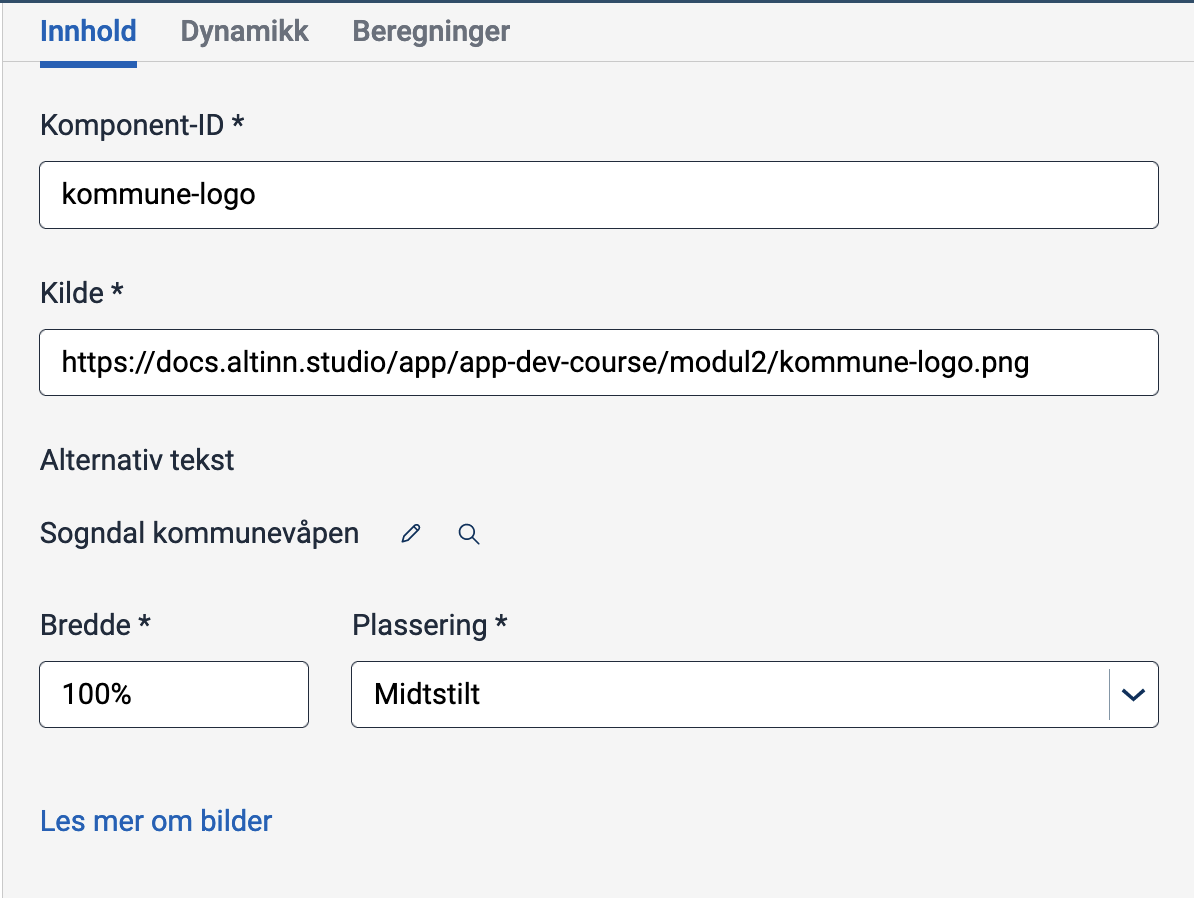 Innhold Dynamikk Beregninger
Komponent-ID *
kommune-logo
Kilde *
https://docs.altinn.studio/app/app-dev-course/modul2/kommune-logo.png
Alternativ tekst
Sogndal kommunevåpen
Bredde * Plassering *
100% Midtstilt
Les mer om bilder